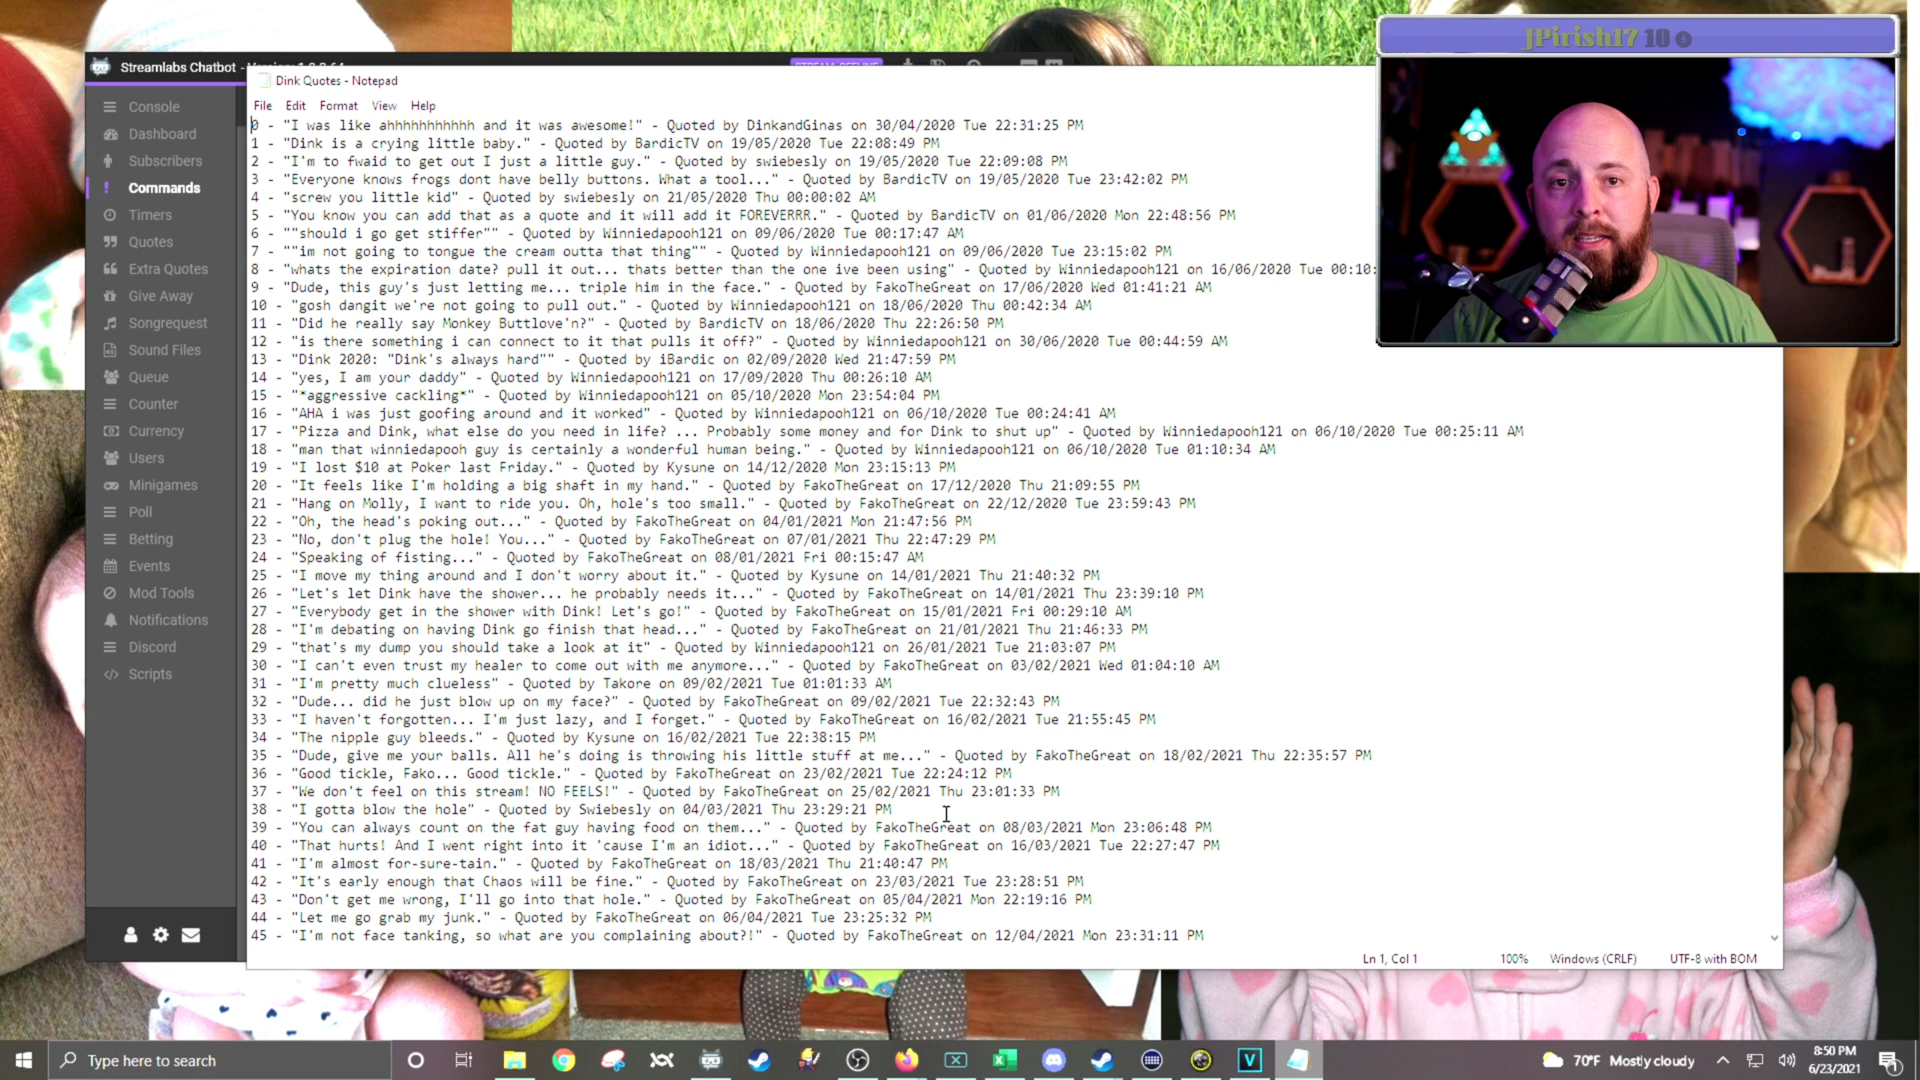 JPirish17 10
Streamlabs Chatbot -
STREAM OFFLINE
Dink Quotes - Notepad
File Edit Format View Help
Console
Dashboard
Subscribers
Commands
Timers
Quotes
Extra Quotes
Give Away
Songrequest
Sound Files
Queue
Counter
Currency
Users
Minigames
Poll
Betting
Events
Mod Tools
Notifications
Discord
Scripts
0 - "I was like ahhhhhhhhhhh and it was awesome!" - Quoted by DinkandGinas on 30/04/2020 Tue 22:31:25 PM
1 - "Dink is a crying little baby." - Quoted by BardicTV on 19/05/2020 Tue 22:08:49 PM
2 - "I'm to fwaid to get out I just a little guy." - Quoted by swiebesly on 19/05/2020 Tue 22:09:08 PM
3 - "Everyone knows frogs dont have belly buttons. What a tool..." - Quoted by BardicTV on 19/05/2020 Tue 23:42:02 PM
4 - "screw you little kid" - Quoted by swiebesly on 21/05/2020 Thu 00:00:02 AM
5 - "You know you can add that as a quote and it will add it FOREVERRR." - Quoted by BardicTV on 01/06/2020 Mon 22:48:56 PM
6 - ""should i go get stiffer"" - Quoted by Winniedapooh121 on 09/06/2020 Tue 00:17:47 AM
7 - ""im not going to tongue the cream outta that thing"" - Quoted by Winniedapooh121 on 09/06/2020 Tue 23:15:02 PM
8 - "whats the expiration date? pull it out... thats better than the one ive been using" - Quoted by Winniedapooh121 on 16/06/2020 Tue 00:10:
9 - "Dude, this guy's just letting me... triple him in the face." - Quoted by FakoTheGreat on 17/06/2020 Wed 01:41:21 AM
10 - "gosh dangit we're not going to pull out." - Quoted by Winniedapooh121 on 18/06/2020 Thu 00:42:34 AM
11 - "Did he really say Monkey Buttlove'n?" - Quoted by BardicTV on 18/06/2020 Thu 22:26:50 PM
12 - "is there something i can connect to it that pulls it off?" - Quoted by Winniedapooh121 on 30/06/2020 Tue 00:44:59 AM
13 - "Dink 2020: "Dink's always hard"" - Quoted by iBardic on 02/09/2020 Wed 21:47:59 PM
14 - "yes, I am your daddy" - Quoted by Winniedapooh121 on 17/09/2020 Thu 00:26:10 AM
15 - "*aggressive cackling*" - Quoted by Winniedapooh121 on 05/10/2020 Mon 23:54:04 PM
16 - "AHA i was just goofing around and it worked" - Quoted by Winniedapooh121 on 06/10/2020 Tue 00:24:41 AM
17 - "Pizza and Dink, what else do you need in life? ... Probably some money and for Dink to shut up" - Quoted by Winniedapooh121 on 06/10/2020 Tue 00:25:11 AM
18 - "man that winniedapooh guy is certainly a wonderful human being." - Quoted by Winniedapooh121 on 06/10/2020 Tue 01:10:34 AM
19 - "I lost $10 at Poker last Friday." - Quoted by Kysune on 14/12/2020 Mon 23:15:13 PM
20 - "It feels like I'm holding a big shaft in my hand." - Quoted by FakoTheGreat on 17/12/2020 Thu 21:09:55 PM
21 - "Hang on Molly, I want to ride you. Oh, hole's too small." - Quoted by FakoTheGreat on 22/12/2020 Tue 23:59:43 PM
22 - "Oh, the head's poking out..." - Quoted by FakoTheGreat on 04/01/2021 Mon 21:47:56 PM
23 - "No, don't plug the hole! You..." - Quoted by FakoTheGreat on 07/01/2021 Thu 22:47:29 PM
24 - "Speaking of fisting..." - Quoted by FakoTheGreat on 08/01/2021 Fri 00:15:47 AM
25 - "I move my thing around and I don't worry about it." - Quoted by Kysune on 14/01/2021 Thu 21:40:32 PM
26 - "Let's let Dink have the shower... he probably needs it..." - Quoted by FakoTheGreat on 14/01/2021 Thu 23:39:10 PM
27 - "Everybody get in the shower with Dink! Let's go!" - Quoted by FakoTheGreat on 15/01/2021 Fri 00:29:10 AM
28 - "I'm debating on having Dink go finish that head..." - Quoted by FakoTheGreat on 21/01/2021 Thu 21:46:33 PM
29 - "that's my dump you should take a look at it" - Quoted by Winniedapooh121 on 26/01/2021 Tue 21:03:07 PM
30 - "I can't even trust my healer to come out with me anymore..." - Quoted by FakoTheGreat on 03/02/2021 Wed 01:04:10 AM
31 - "I'm pretty much clueless" - Quoted by Takore on 09/02/2021 Tue 01:01:33 AM
32 - "Dude... did he just blow up on my face?" - Quoted by FakoTheGreat on 09/02/2021 Tue 22:32:43 PM
33 - "I haven't forgotten... I'm just lazy, and I forget." - Quoted by FakoTheGreat on 16/02/2021 Tue 21:55:45 PM
34 - "The nipple guy bleeds." - Quoted by Kysune on 16/02/2021 Tue 22:38:15 PM
35 - "Dude, give me your balls. All he's doing is throwing his little stuff at me..." - Quoted by FakoTheGreat on 18/02/2021 Thu 22:35:57 PM
36 - "Good tickle, Fako... Good tickle." - Quoted by FakoTheGreat on 23/02/2021 Tue 22:24:12 PM
37 - "We don't feel on this stream! NO FEELS!" - Quoted by FakoTheGreat on 25/02/2021 Thu 23:01:33 PM
38 - "I gotta blow the hole" - Quoted by Swiebesly on 04/03/2021 Thu 23:29:21 PM
39 - "You can always count on the fat guy having food on them..." - Quoted by FakoTheGreat on 08/03/2021 Mon 23:06:48 PM
40 - "That hurts! And I went right into it 'cause I'm an idiot..." - Quoted by FakoTheGreat on 16/03/2021 Tue 22:27:47 PM
41 - "I'm almost for-sure-tain." - Quoted by FakoTheGreat on 18/03/2021 Thu 21:40:47 PM
42 - "It's early enough that Chaos will be fine." - Quoted by FakoTheGreat on 23/03/2021 Tue 23:28:51 PM
43 - "Don't get me wrong, I'll go into that hole." - Quoted by FakoTheGreat on 05/04/2021 Mon 22:19:16 PM
44 - "Let me go grab my junk." - Quoted by FakoTheGreat on 06/04/2021 Tue 23:25:32 PM
45 - "I'm not face tanking, so what are you complaining about?!" - Quoted by FakoTheGreat on 12/04/2021 Mon 23:31:11 PM
Ln 1, Col 1 100% Windows (CRLF) UTF-8 with BOM
Type here to search
70°F Mostly cloudy
8:50 PM
6/23/2021